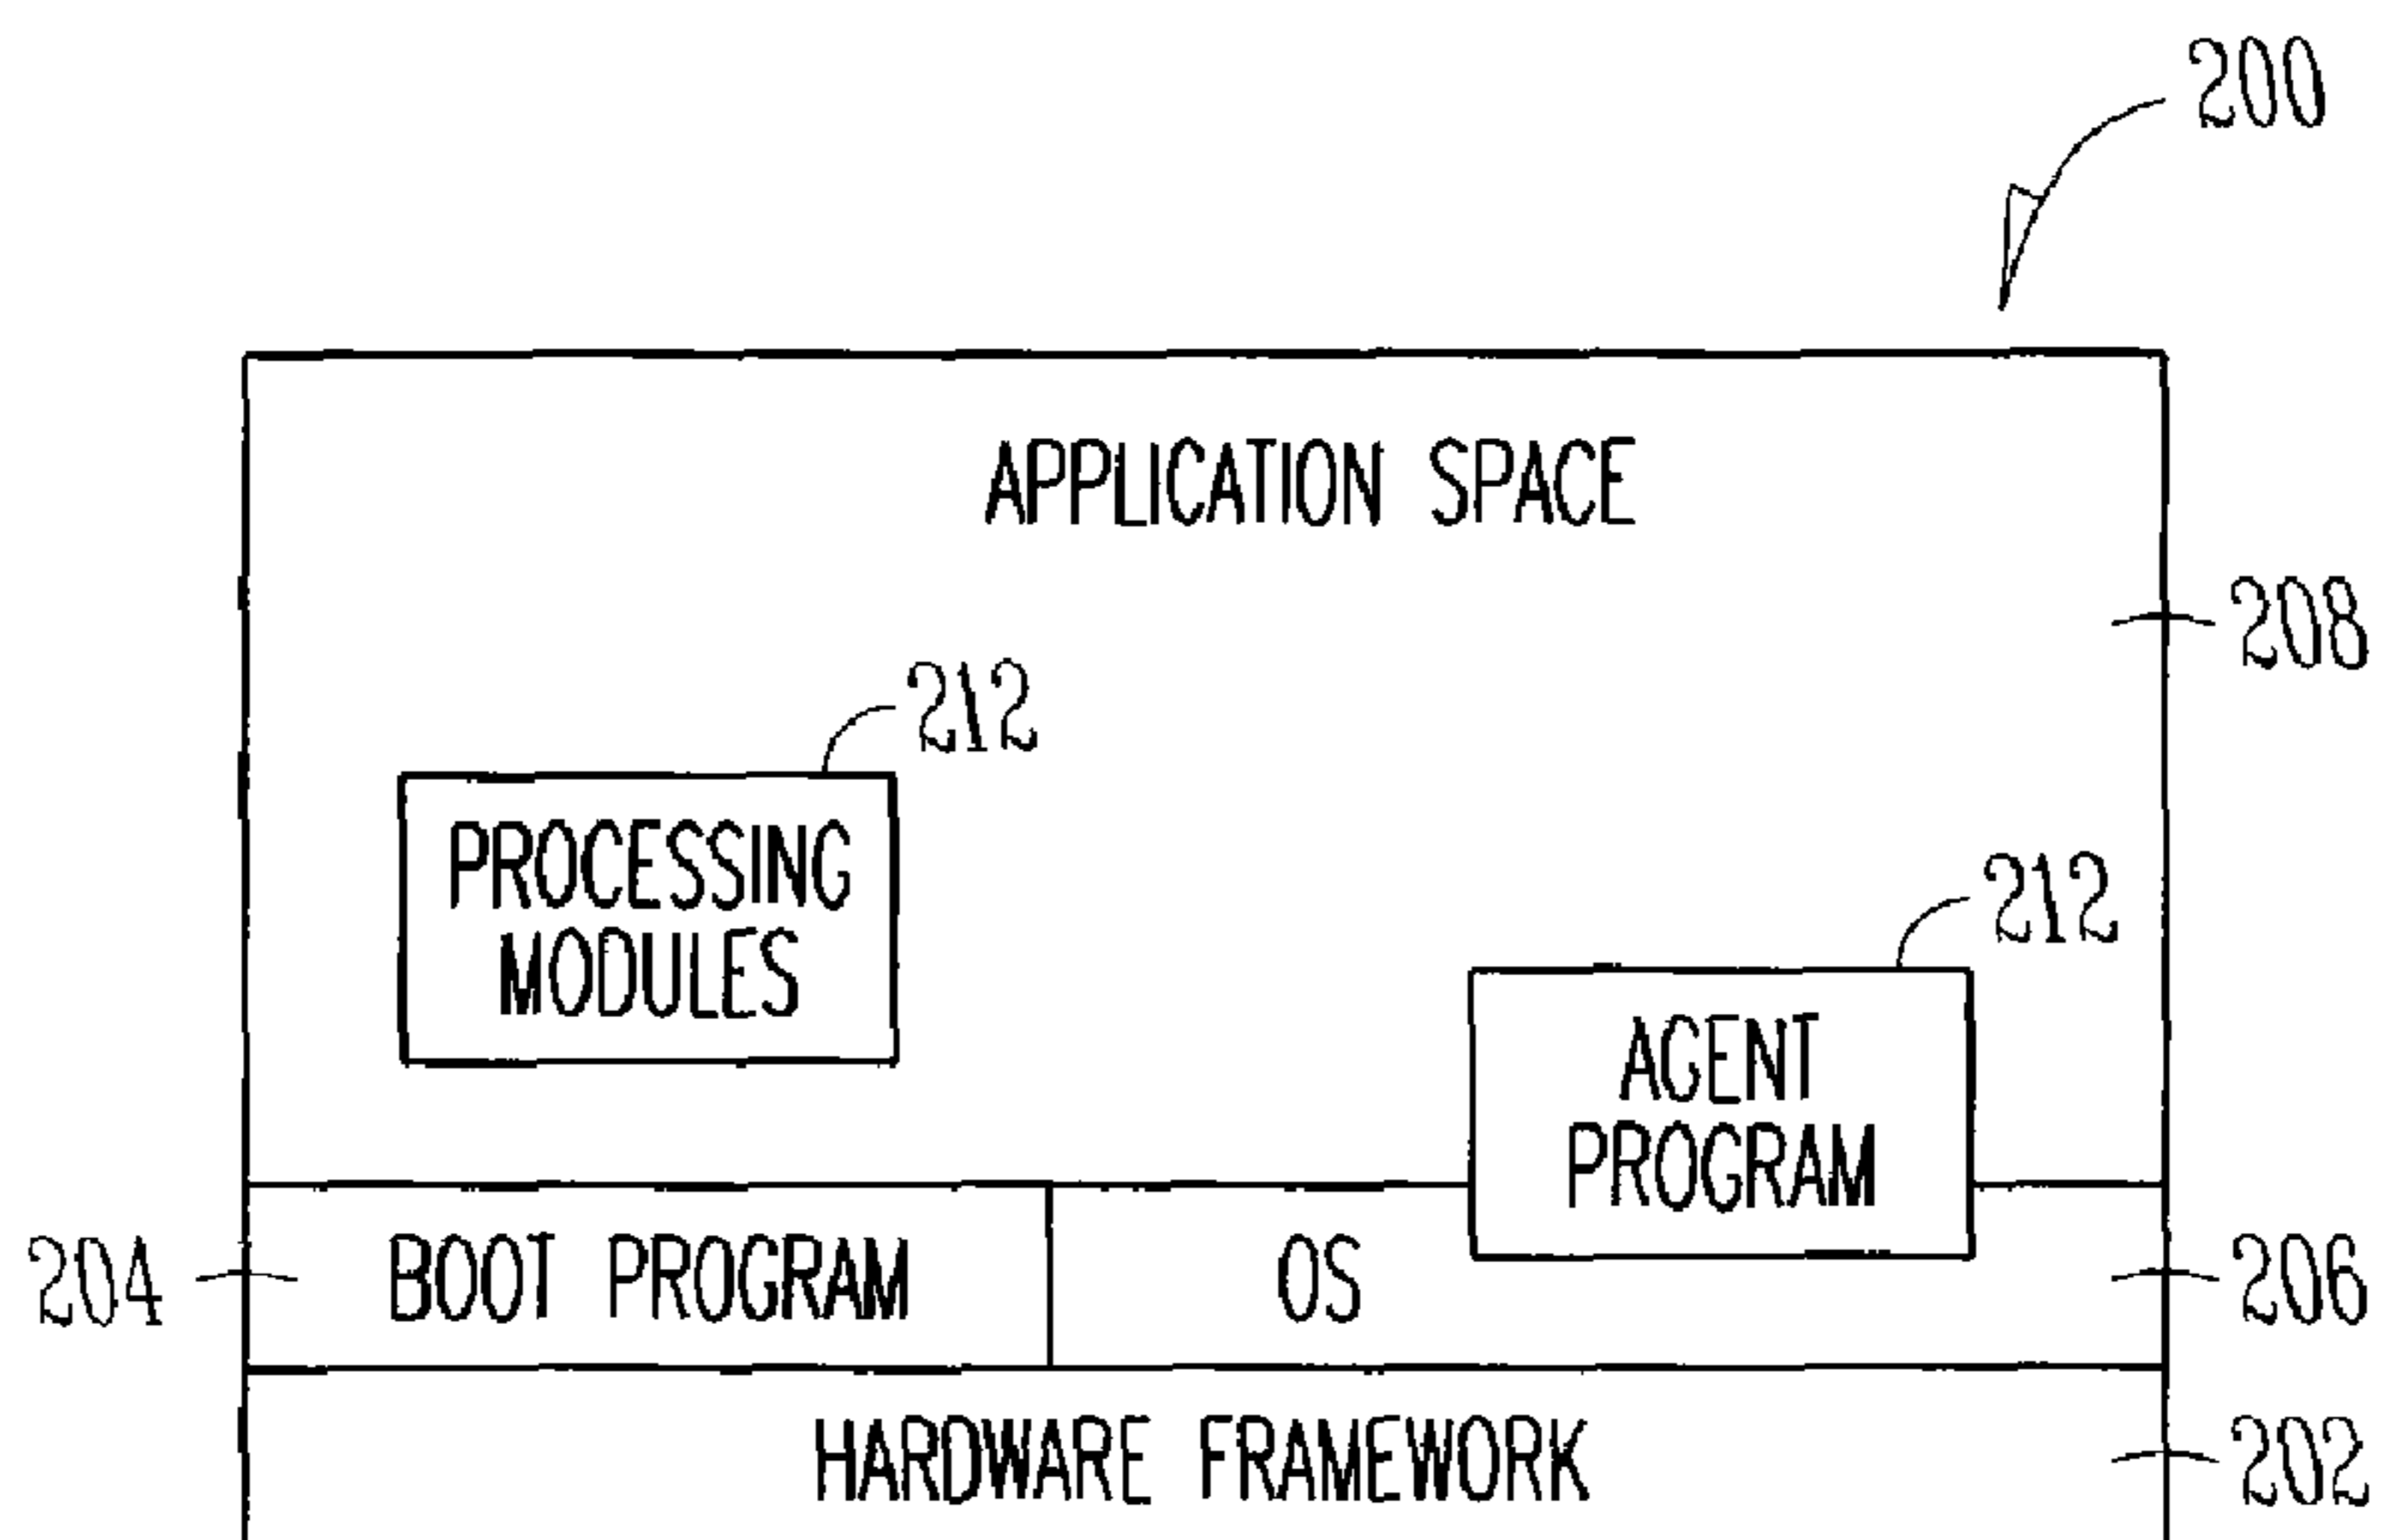 200
APPLICATION SPACE
208
212
PROCESSING
MODULES
212
AGENT
PROGRAM
204
BOOT PROGRAM
OS
206
HARDWARE FRAMEWORK
202